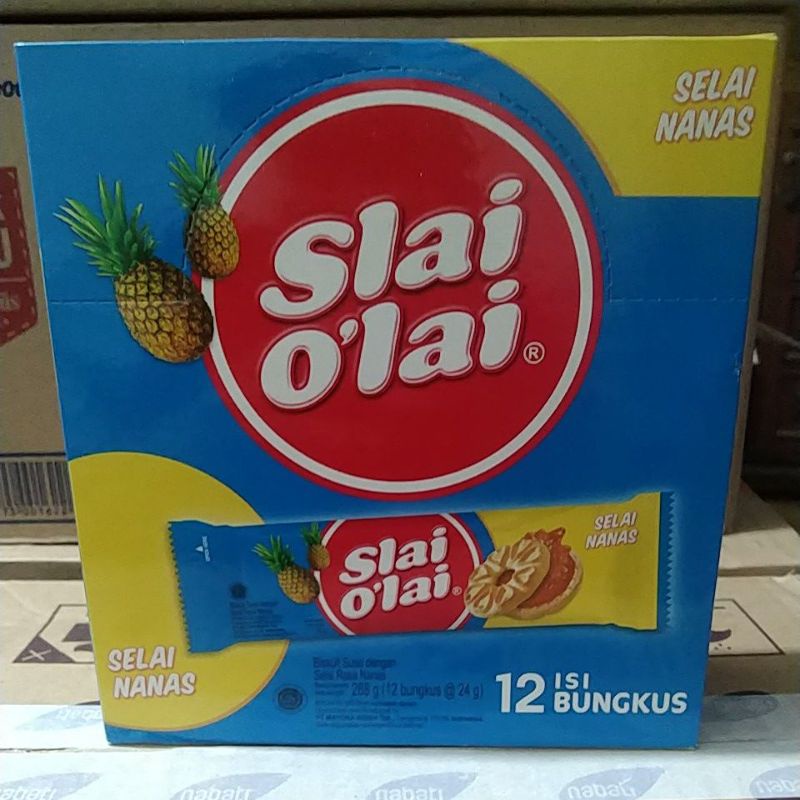 SELAI
NANAS
Slai
O'lai®
SELAI
NANAS
Slai
O'lai®
SELAI
NANAS
Biskuit Susu dengan
Selai Rasa Nanas
288 g (12 bungkus @ 24 g)
12 ISI
BUNGKUS
nabati
nabati
nabati